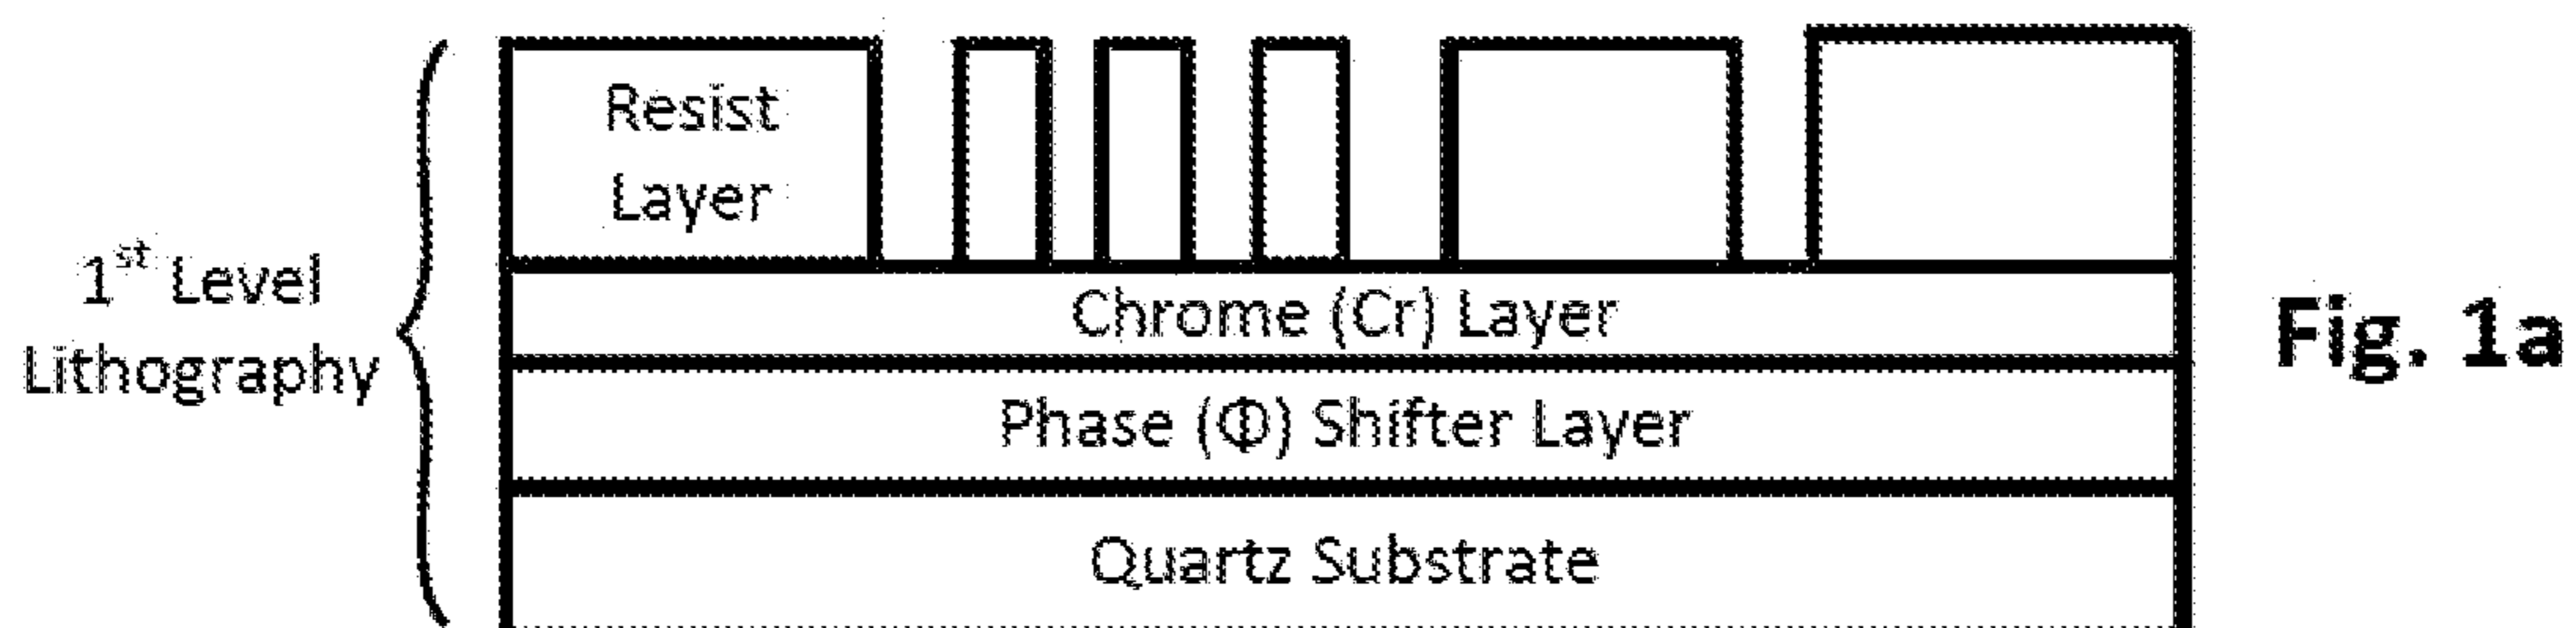 Resist
Layer
1st Level
Lithography
Chrome (Cr) Layer
Phase (Φ) Shifter Layer
Quartz Substrate
Fig. 1a